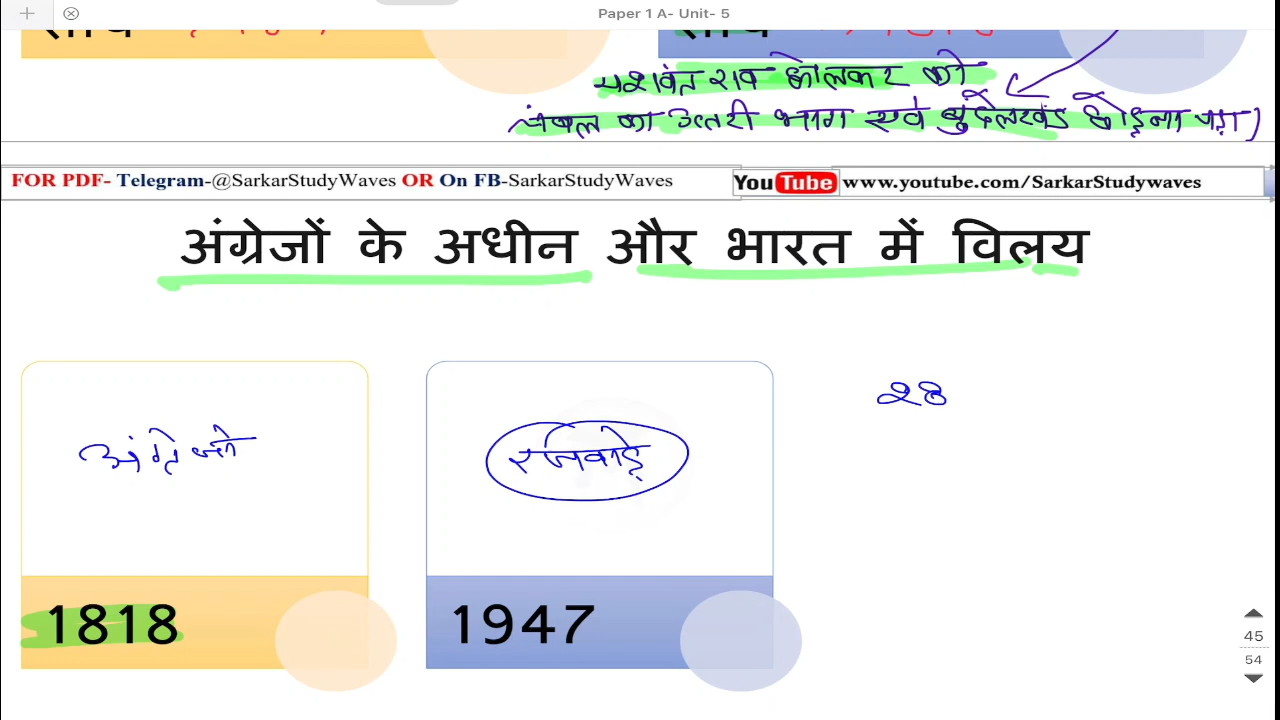 Paper 1 A- Unit- 5
यशवंत राव होलकर को
चंबल का उत्तरी भाग एवं बुंदेलखंड छोड़ना पड़ा)
FOR PDF- Telegram-@SarkarStudyWaves OR On FB-SarkarStudyWaves
YouTube www.youtube.com/SarkarStudywaves
अंग्रेजों के अधीन और भारत में विलय
28
अंग्रेजो
रजवाड़े
1818
1947
45
54